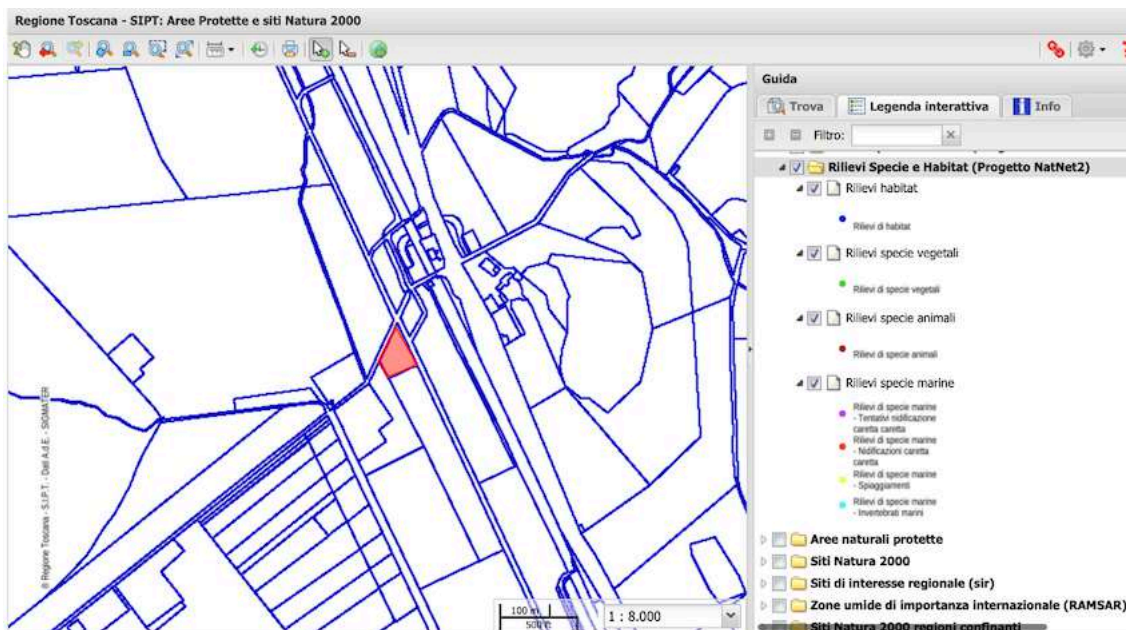 Regione Toscana - SIPT: Aree Protette e siti Natura 2000
Guida
Trova
Legenda interattiva
Info
Filtro:
Rilievi Specie e Habitat (Progetto NatNet2)
Rilievi habitat
Rilievi di habitat
Rilievi specie vegetali
Rilievi di specie vegetali
Rilievi specie animali
Rilievi di specie animali
Rilievi specie marine
Rilievi di specie marine
- Tentativi nidificazione
caretta caretta
Rilievi di specie marine
- Nidificazioni caretta
caretta
Rilievi di specie marine
- Spiaggiamenti
Rilievi di specie marine
- Invertebrati marini
Aree naturali protette
Siti Natura 2000
Siti di interesse regionale (sir)
Zone umide di importanza internazionale (RAMSAR)
Siti Natura 2000 regioni confinanti
© Regione Toscana - S.I.P.T. - Dati A.d.E. - SIGMATER
100 m
500 ft
1 : 8.000